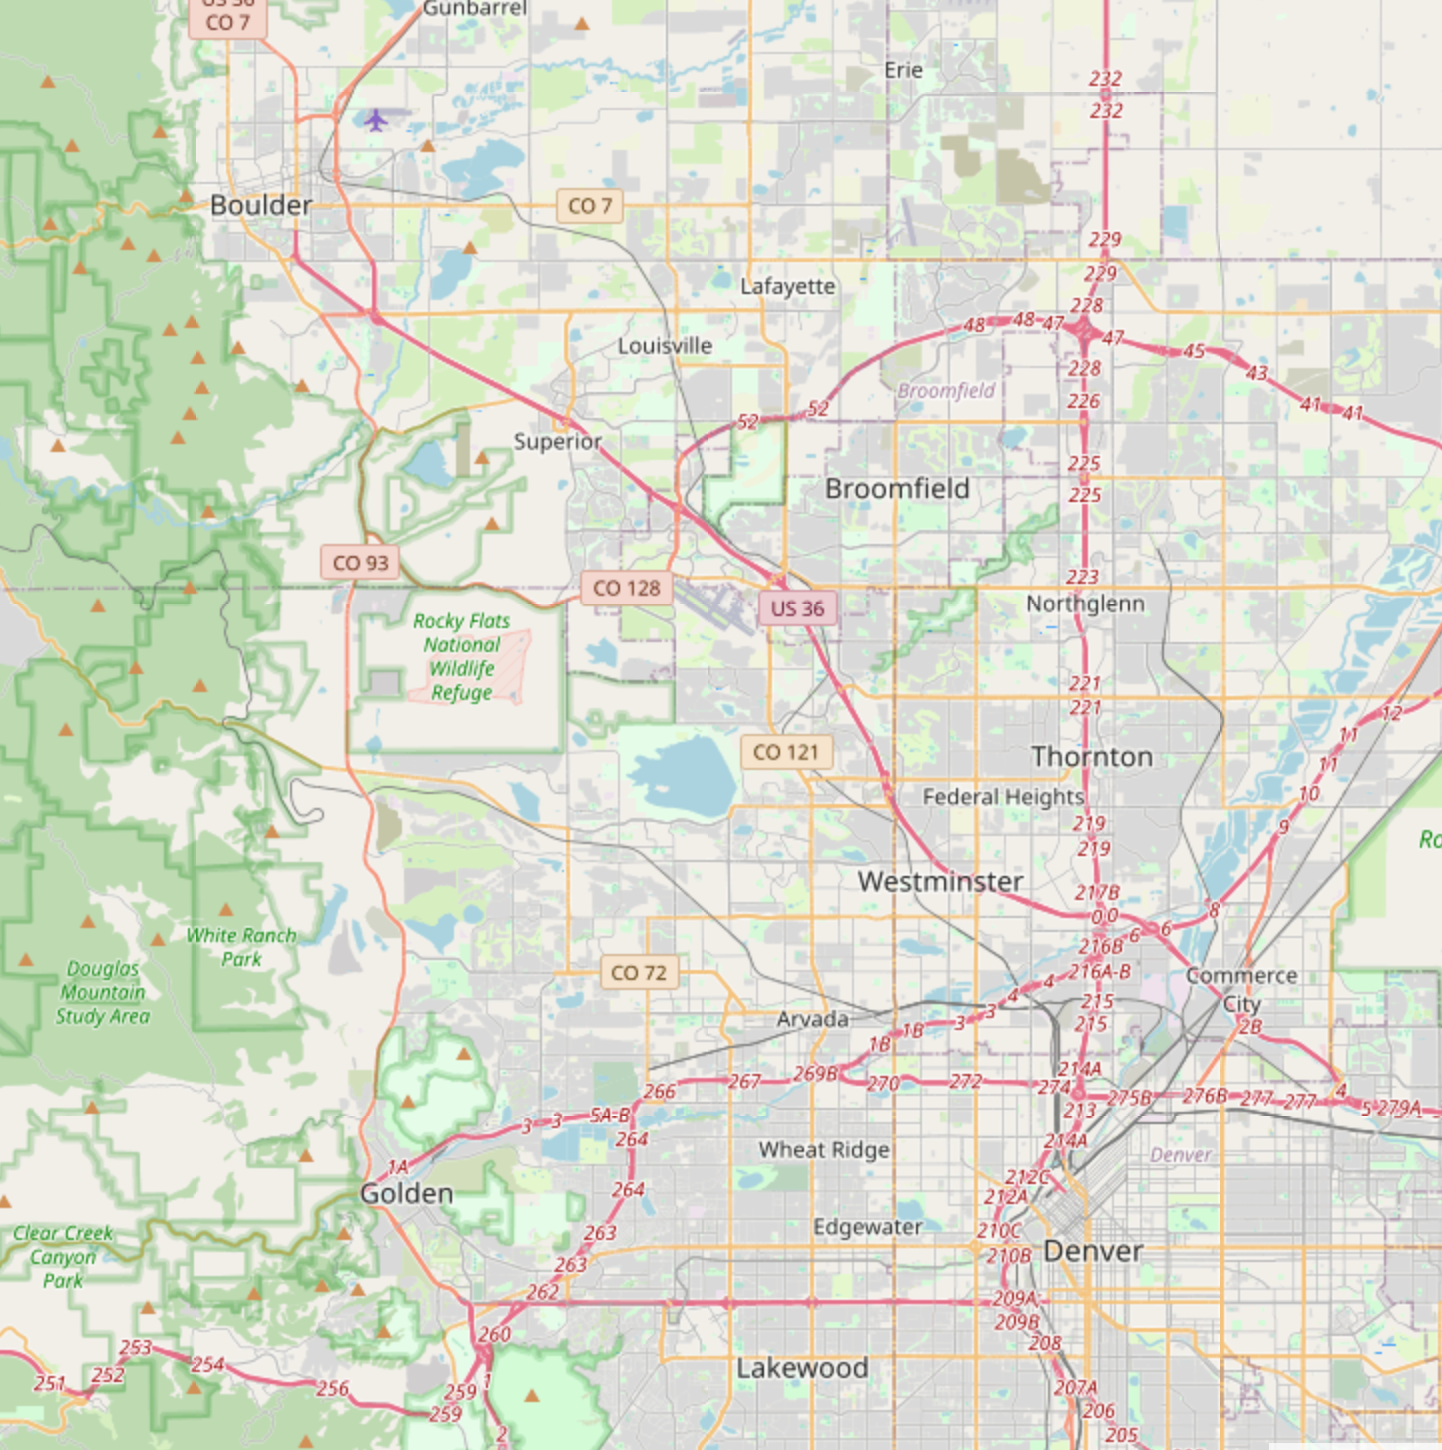 US 36
CO 7
Gunbarrel
Erie
232
232
Boulder
CO 7
229
229
Lafayette
228
48 48 47
47
45
Louisville
228
43
Broomfield
226
41 41
52
52
Superior
225
Broomfield
225
CO 93
223
CO 128
Northglenn
US 36
Rocky Flats
National
Wildlife
Refuge
221
221
12
11
CO 121
Thornton
11
10
Federal Heights
219
9
219
Ro
Westminster
217B
8
00
6
6
216B
White Ranch
Park
Douglas
Mountain
Study Area
CO 72
216A-B
Commerce
City
4
4
215
3
3
Arvada
1B
1B
215
2B
214A
269B
266
267
270
272
274
275B
276B
277
277
4
5
279A
213
3
3
5A-B
264
214A
Wheat Ridge
Denver
1A
212C
Golden
264
212A
Edgewater
263
210C
Clear Creek
Canyon
Park
263
210B
Denver
262
209A
209B
260
208
253
254
Lakewood
251
252
256
259
1
207A
259
206
2
205